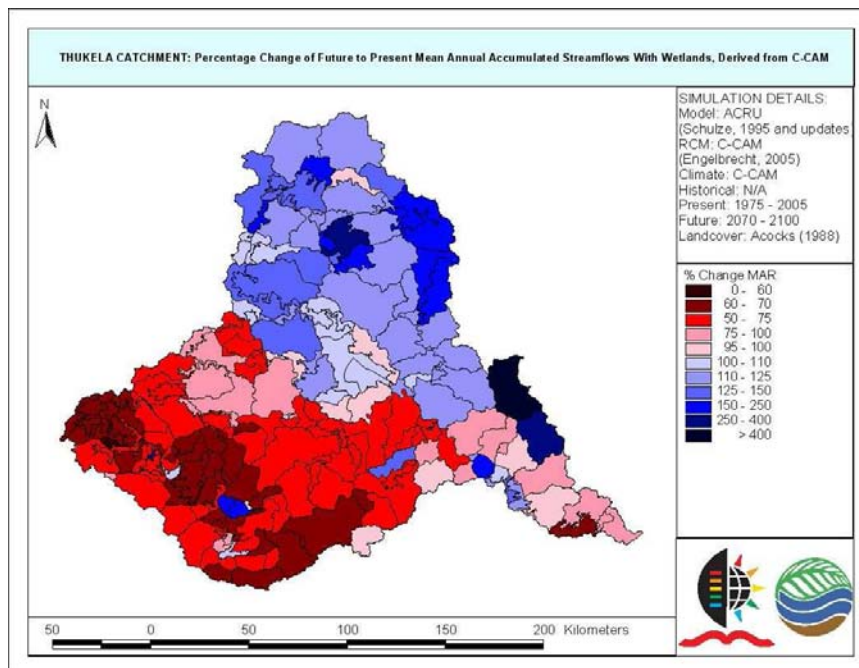 THUKELA CATCHMENT: Percentage Change of Future to Present Mean Annual Accumulated Streamflows With Wetlands, Derived from C-CAM
N
SIMULATION DETAILS:
Model: ACRU
(Schulze, 1995 and updates)
RCM: C-CAM
(Engelbrecht, 2005)
Climate: C-CAM
Historical: N/A
Present: 1975 - 2005
Future: 2070 - 2100
Landcover: Acocks (1988)
% Change MAR
0 - 60
60 - 70
50 - 75
75 - 100
95 - 100
100 - 110
110 - 125
125 - 150
150 - 250
250 - 400
> 400
50 0 50 100 150 200 Kilometers